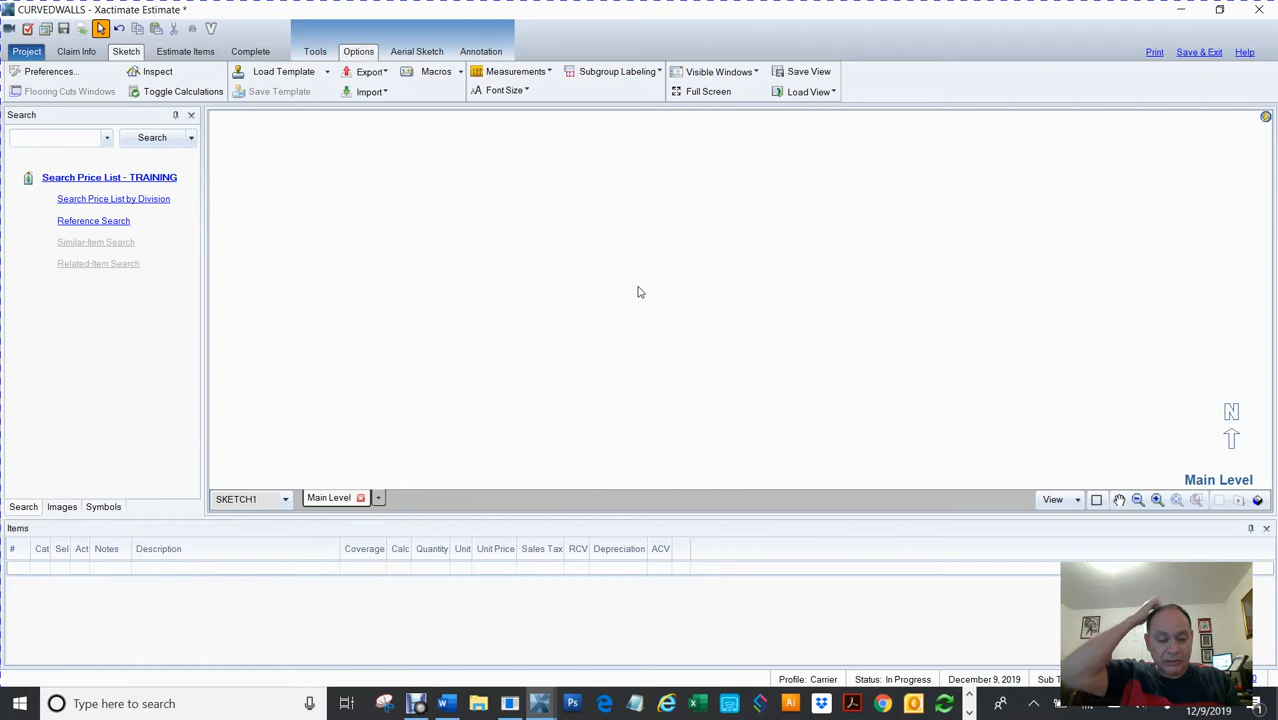 CURVEDWALLS - Xactimate Estimate *
Project Claim Info Sketch Estimate Items Complete Tools Options Aerial Sketch Annotation Print Save & Exit Help
Preferences... Inspect Load Template Export Macros Measurements Subgroup Labeling Visible Windows Save View
Flooring Cuts Windows Toggle Calculations Save Template Import Font Size Full Screen Load View
Search
Search
Search Price List - TRAINING
Search Price List by Division
Reference Search
Similar-Item Search
Related-Item Search
N
Main Level
SKETCH1 Main Level + View
Search Images Symbols
Items
# Cat Sel Act Notes Description Coverage Calc Quantity Unit Unit Price Sales Tax RCV Depreciation ACV
Profile: Carrier Status: In Progress December 9, 2019 Sub T
Type here to search
12/9/2019